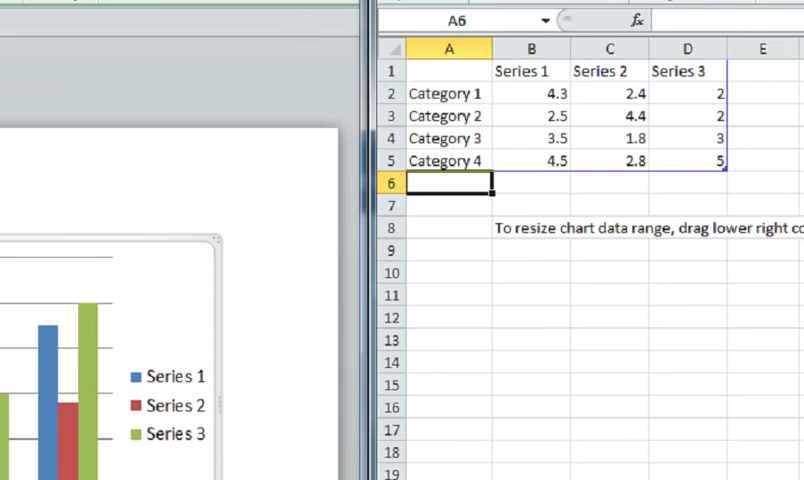 A6 fx
A B C D E
1 Series 1 Series 2 Series 3
2 Category 1 4.3 2.4 2
3 Category 2 2.5 4.4 2
4 Category 3 3.5 1.8 3
5 Category 4 4.5 2.8 5
6
7
8 To resize chart data range, drag lower right co
9
10
11
12
13
14
15
16
17
18
19
Series 1
Series 2
Series 3